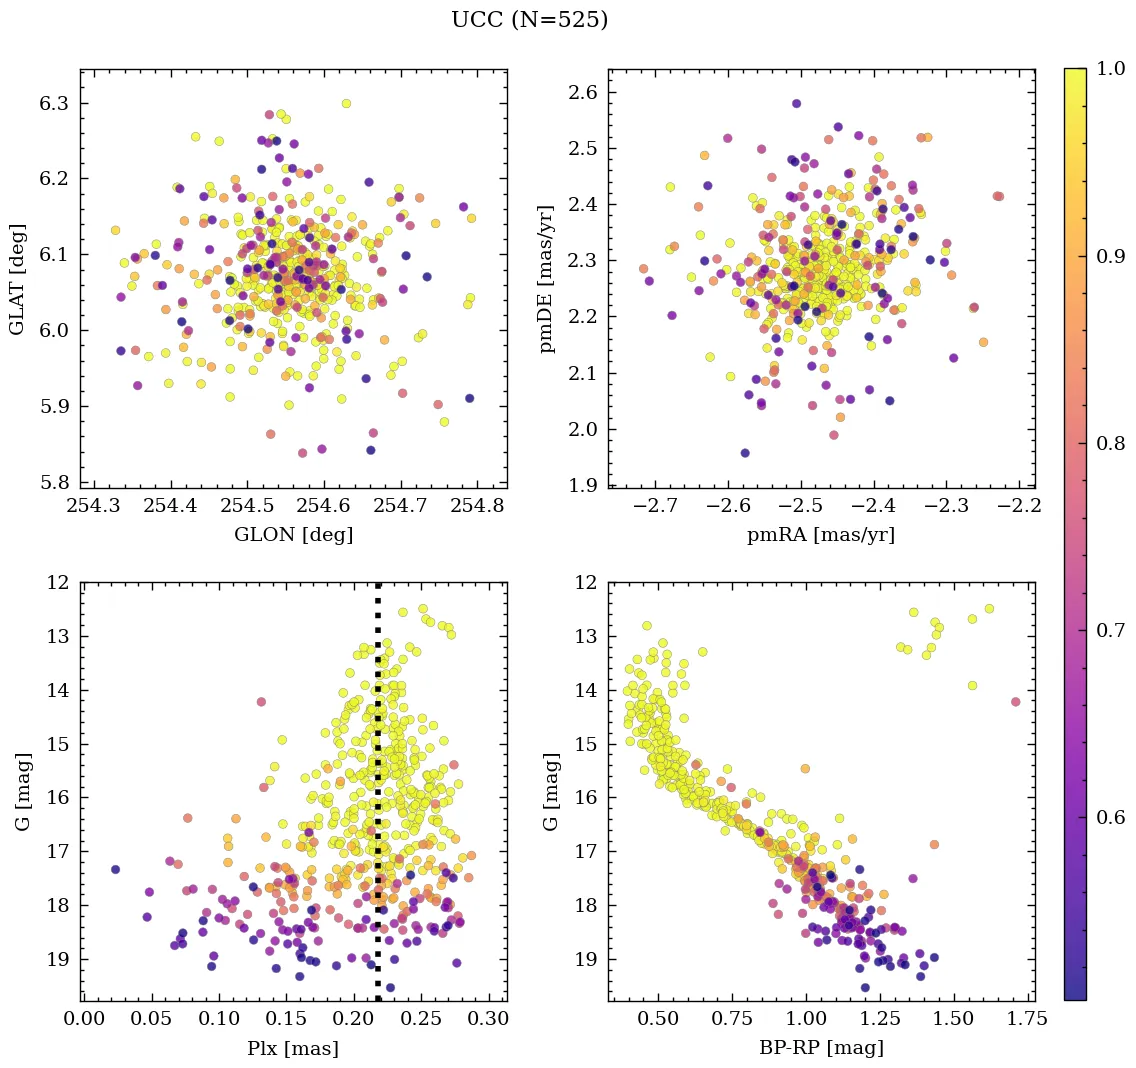 UCC (N=525)
6.3
6.2
6.1
6.0
5.9
5.8
GLAT [deg]
254.3 254.4 254.5 254.6 254.7 254.8
GLON [deg]
2.6
2.5
2.4
2.3
2.2
2.1
2.0
1.9
pmDE [mas/yr]
−2.7 −2.6 −2.5 −2.4 −2.3 −2.2
pmRA [mas/yr]
12
13
14
15
16
17
18
19
G [mag]
0.00 0.05 0.10 0.15 0.20 0.25 0.30
Plx [mas]
12
13
14
15
16
17
18
19
G [mag]
0.50 0.75 1.00 1.25 1.50 1.75
BP-RP [mag]
1.0
0.9
0.8
0.7
0.6